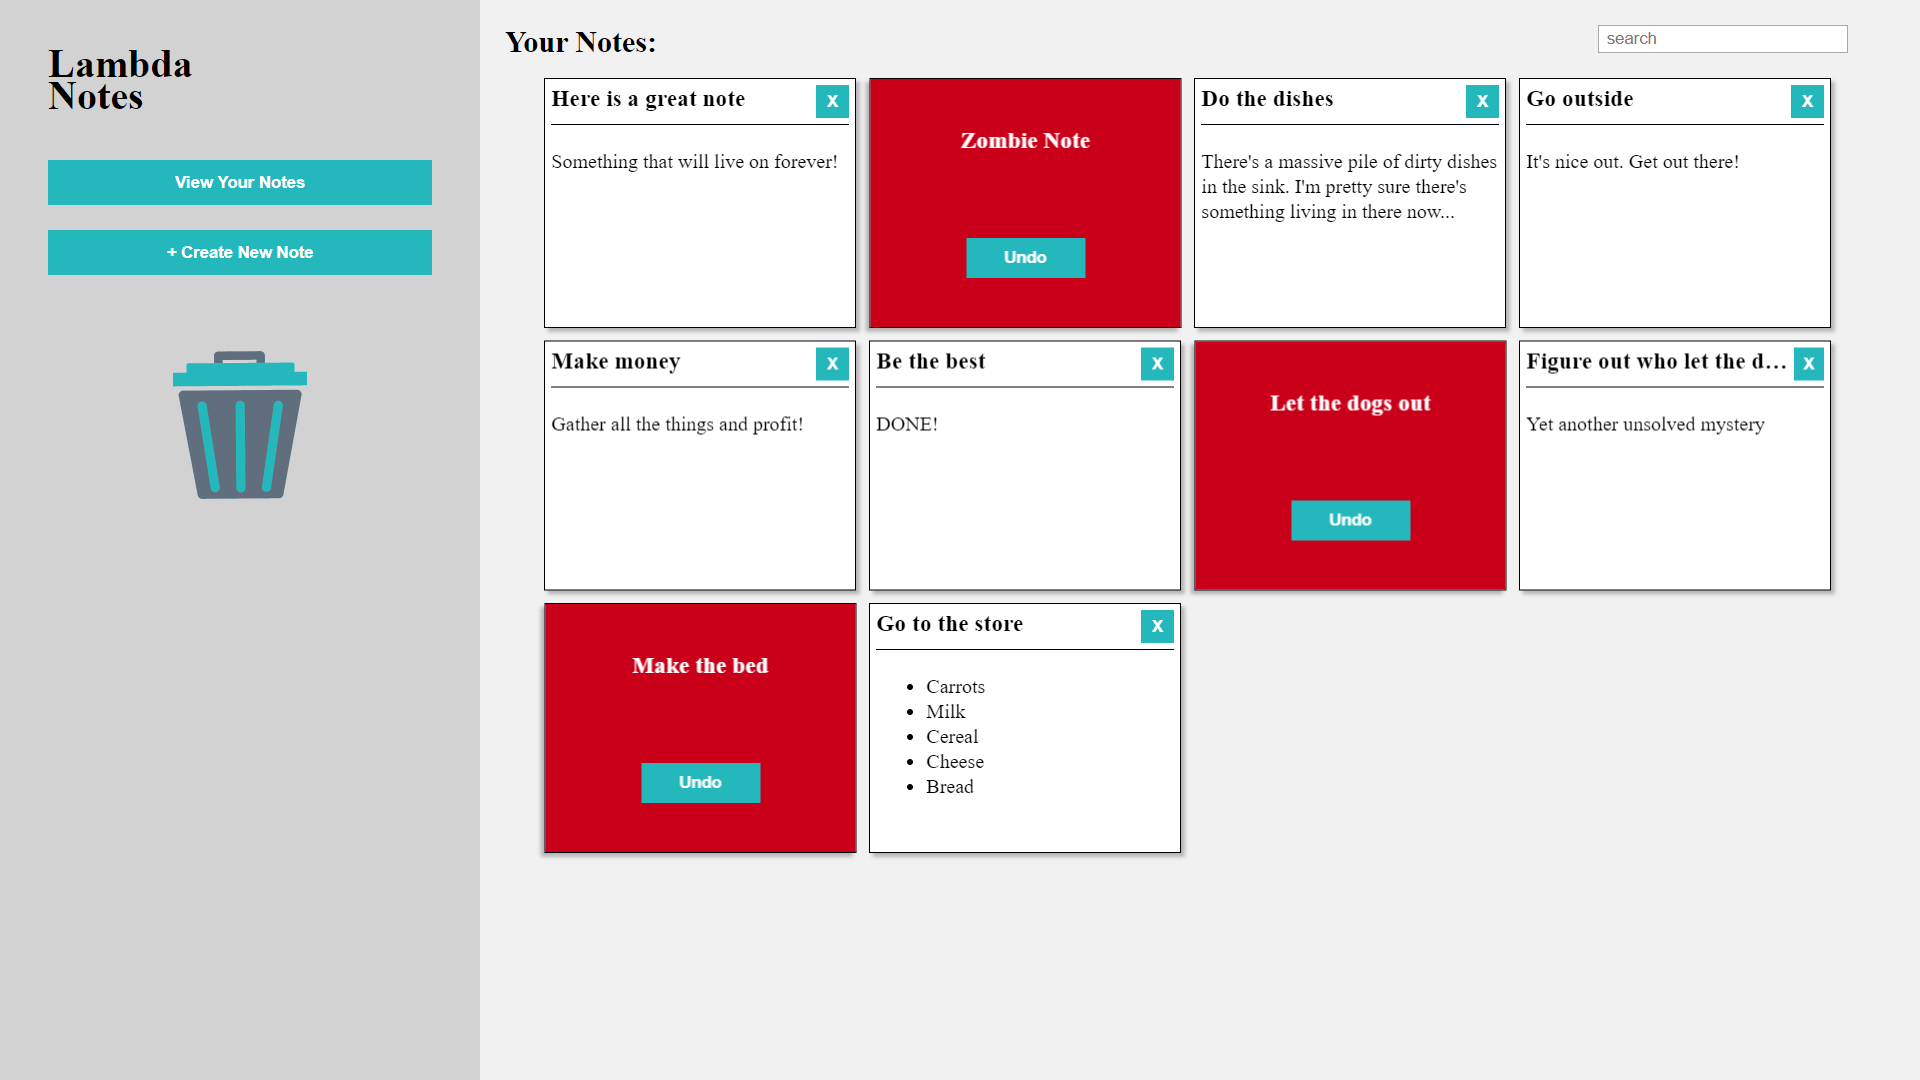 Lambda
Notes
View Your Notes
+ Create New Note
Your Notes:
search
Here is a great note
X
Something that will live on forever!
Zombie Note
Undo
Do the dishes
X
There's a massive pile of dirty dishes
in the sink. I'm pretty sure there's
something living in there now...
Go outside
X
It's nice out. Get out there!
Make money
X
Gather all the things and profit!
Be the best
X
DONE!
Let the dogs out
Undo
Figure out who let the d...
X
Yet another unsolved mystery
Make the bed
Undo
Go to the store
X
• Carrots
• Milk
• Cereal
• Cheese
• Bread